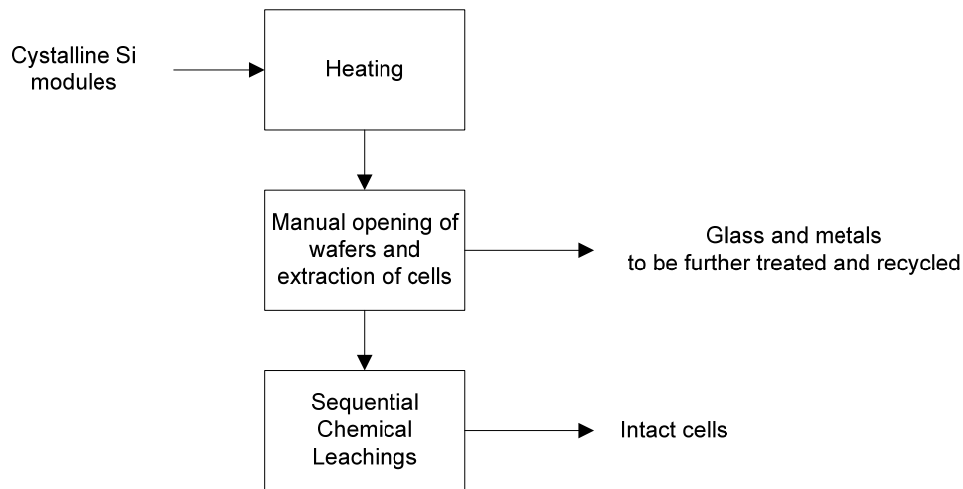 Cystalline Si
modules
Heating
Manual opening of
wafers and
extraction of cells
Glass and metals
to be further treated and recycled
Sequential
Chemical
Leachings
Intact cells